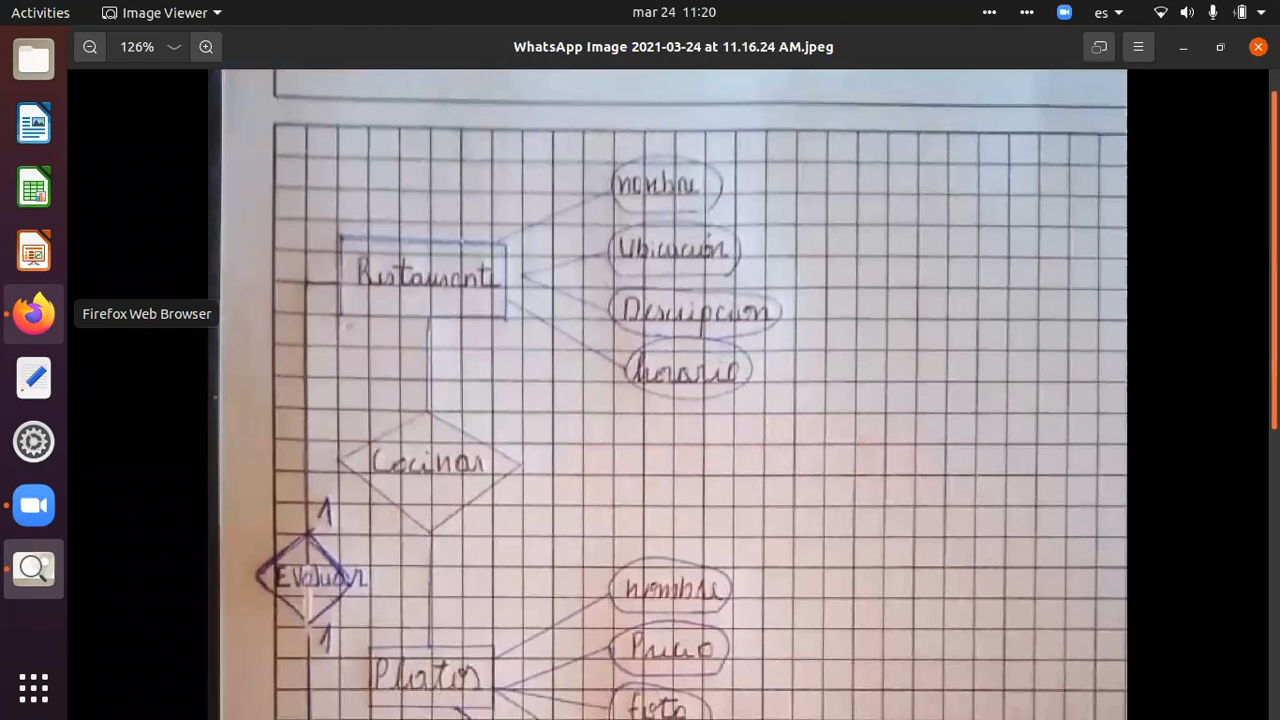 Activities
Image Viewer
mar 24 11:20
es
126%
WhatsApp Image 2021-03-24 at 11.16.24 AM.jpeg
Firefox Web Browser
nombre
Ubicación
Restaurante
Descripcion
horario
Cocinar
1
Evaluar
1
nombre
Precio
Platos
foto